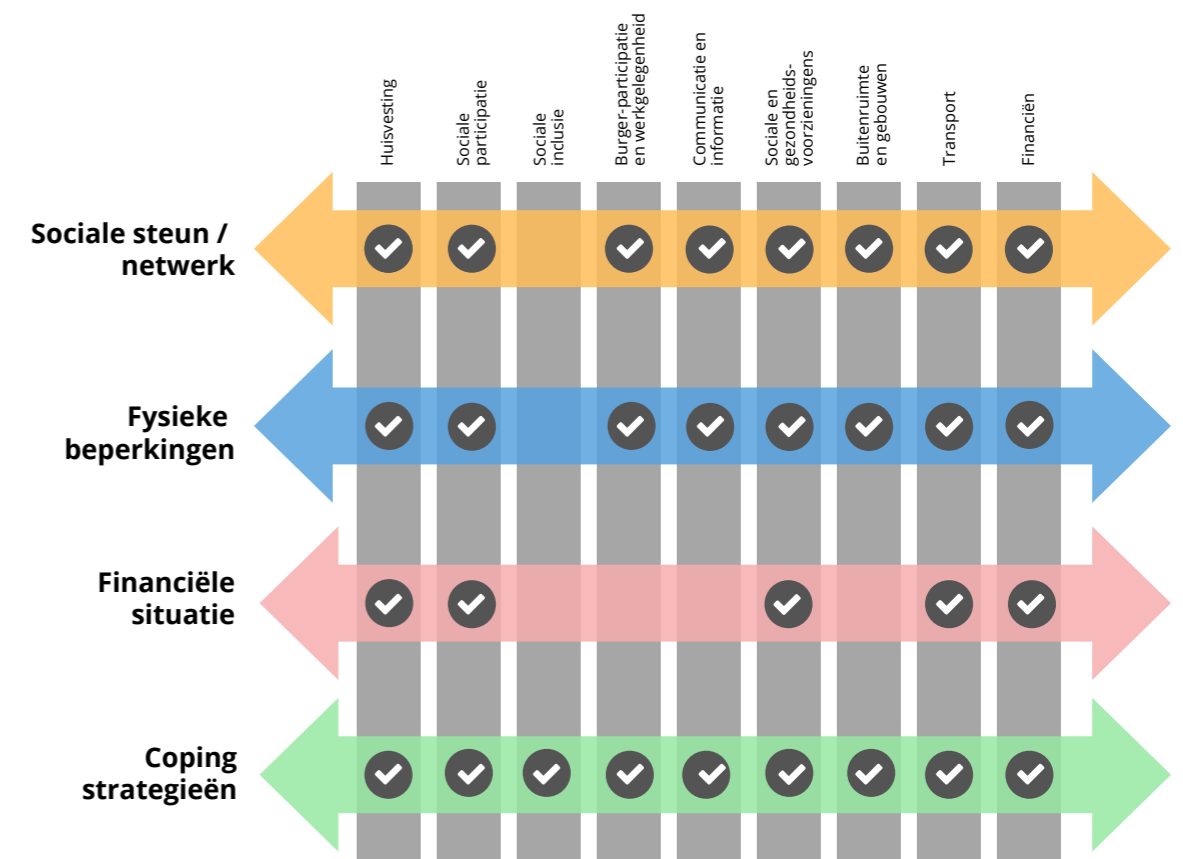 Huisvesting
Sociale
participatie
Sociale
inclusie
Burger-participatie
en werkgelegenheid
Communicatie en
informatie
Sociale en
gezondheids-
voorzieningens
Buitenruimte
en gebouwen
Transport
Financiën
Sociale steun /
netwerk
Fysieke
beperkingen
Financiële
situatie
Coping
strategieën